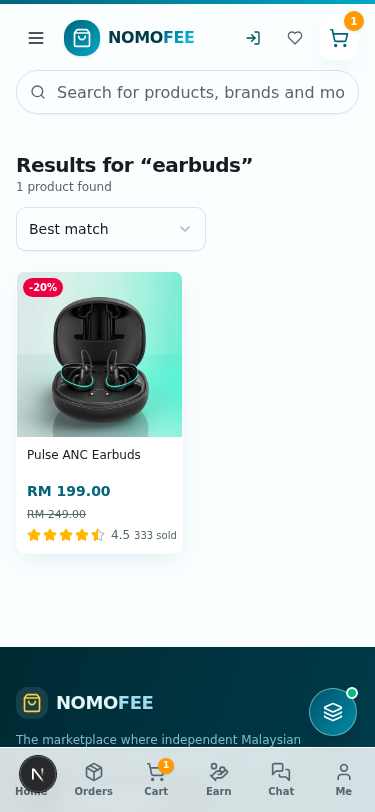 1
NOMOFEE
Search for products, brands and mo
Results for “earbuds”
1 product found
Best match
-20%
Pulse ANC Earbuds
RM 199.00
RM 249.00
4.5 333 sold
NOMOFEE
The marketplace where independent Malaysian
N
1
Home Orders Cart Earn Chat Me